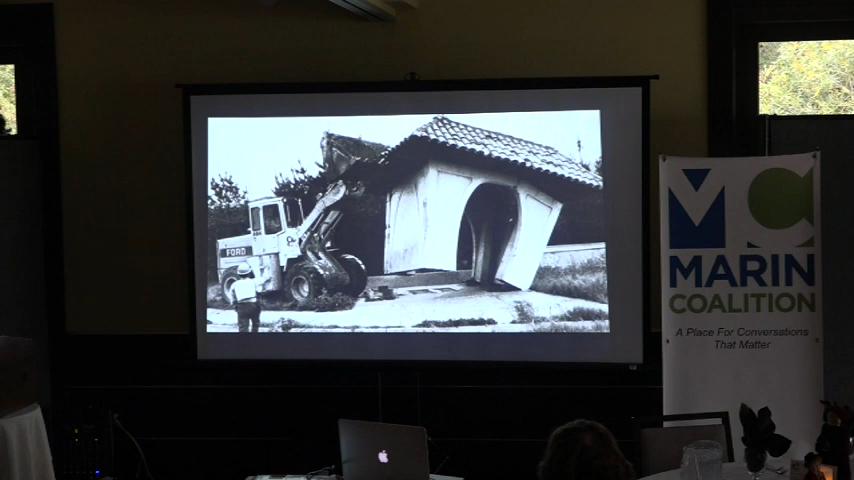 FORD
MC
MARIN
COALITION
A Place For Conversations
That Matter